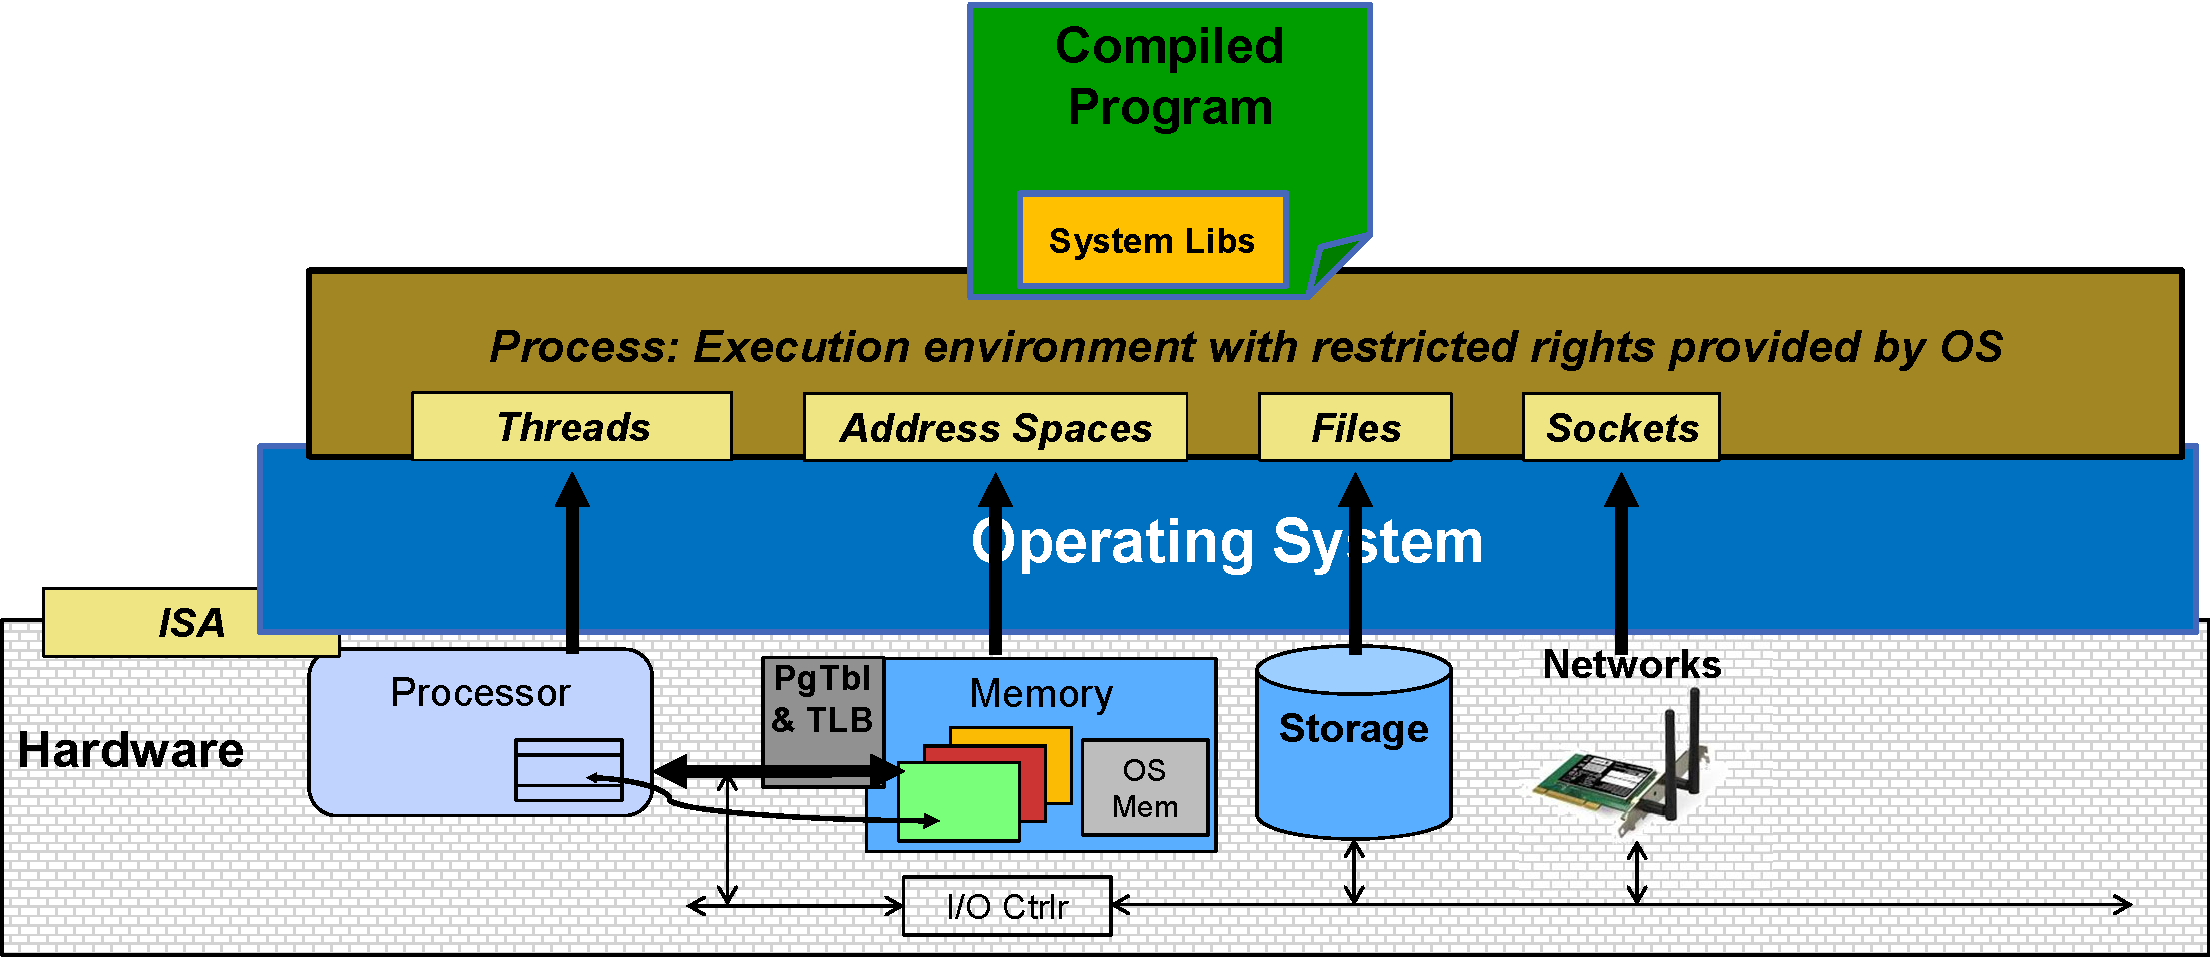 Compiled
Program
System Libs
Process: Execution environment with restricted rights provided by OS
Threads
Address Spaces
Files
Sockets
Operating System
ISA
Hardware
Processor
PgTbl
& TLB
Memory
OS
Mem
Storage
Networks
I/O Ctrlr